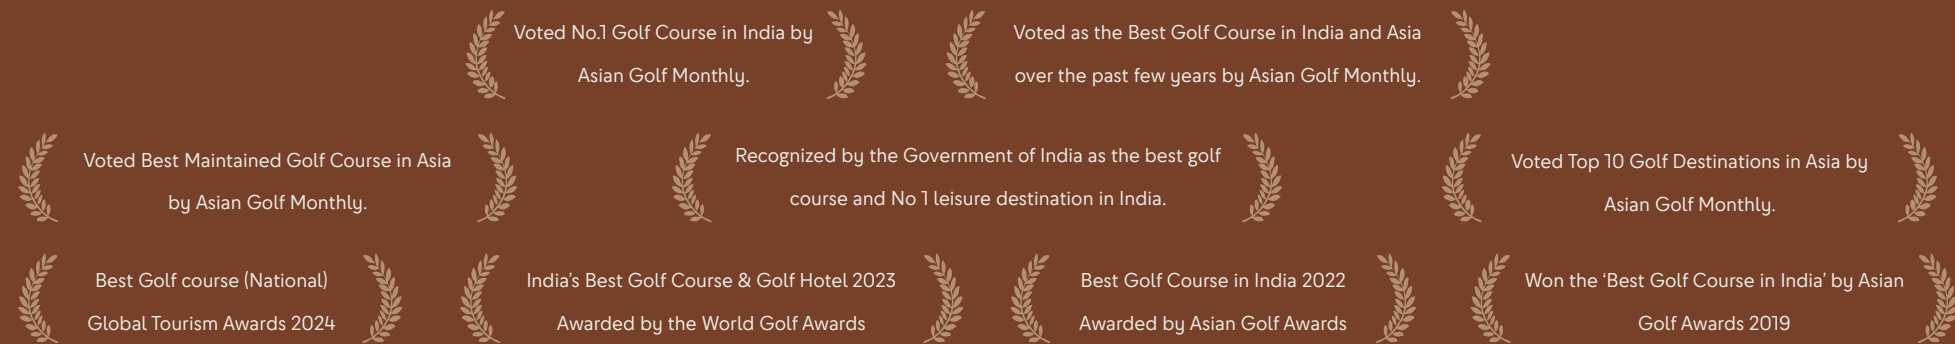 Voted No.1 Golf Course in India by
Asian Golf Monthly.
Voted as the Best Golf Course in India and Asia
over the past few years by Asian Golf Monthly.
Voted Best Maintained Golf Course in Asia
by Asian Golf Monthly.
Recognized by the Government of India as the best golf
course and No 1 leisure destination in India.
Voted Top 10 Golf Destinations in Asia by
Asian Golf Monthly.
Best Golf course (National)
Global Tourism Awards 2024
India's Best Golf Course & Golf Hotel 2023
Awarded by the World Golf Awards
Best Golf Course in India 2022
Awarded by Asian Golf Awards
Won the ‘Best Golf Course in India’ by Asian
Golf Awards 2019